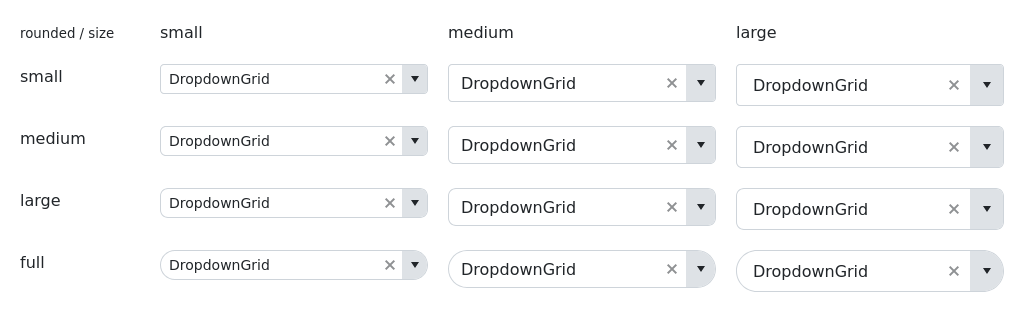 rounded / size small medium large
small DropdownGrid DropdownGrid DropdownGrid
medium DropdownGrid DropdownGrid DropdownGrid
large DropdownGrid DropdownGrid DropdownGrid
full DropdownGrid DropdownGrid DropdownGrid